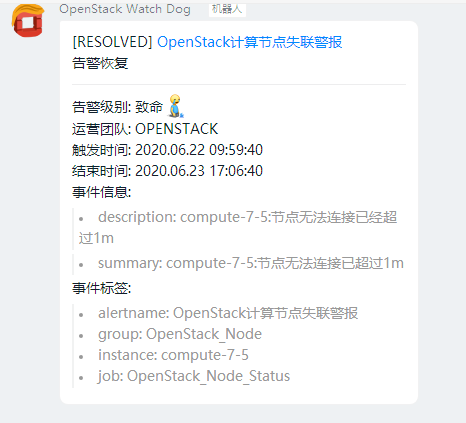 OpenStack Watch Dog 机器人
[RESOLVED] OpenStack计算节点失联警报
告警恢复
告警级别: 致命
运营团队: OPENSTACK
触发时间: 2020.06.22 09:59:40
结束时间: 2020.06.23 17:06:40
事件信息:
• description: compute-7-5:节点无法连接已经超
过1m
• summary: compute-7-5:节点无法连接已超过1m
事件标签:
• alertname: OpenStack计算节点失联警报
• group: OpenStack_Node
• instance: compute-7-5
• job: OpenStack_Node_Status